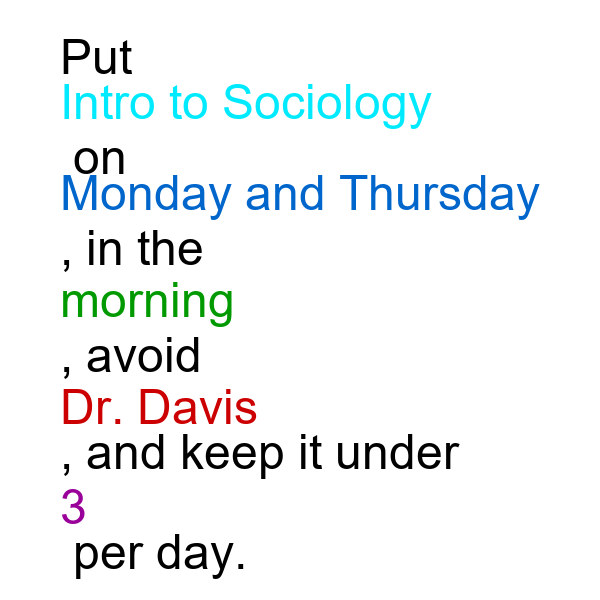 Put
Intro to Sociology
on
Monday and Thursday
, in the
morning
, avoid
Dr. Davis
, and keep it under
3
per day.